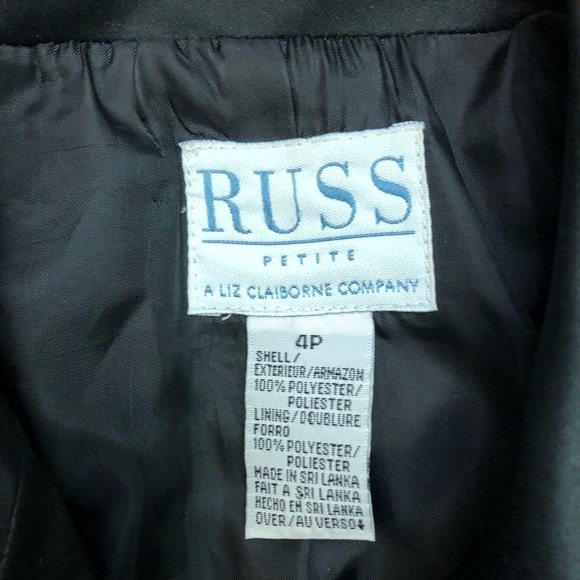 RUSS
PETITE
A LIZ CLAIBORNE COMPANY
4P
SHELL/
EXTERIEUR/ARMAZON
100% POLYESTER/
POLIESTER
LINING/DOUBLURE
FORRO
100% POLYESTER/
POLIESTER
MADE IN SRI LANKA
FAIT A SRI LANKA
HECHO EN SRI LANKA
OVER/AU VERSO↓